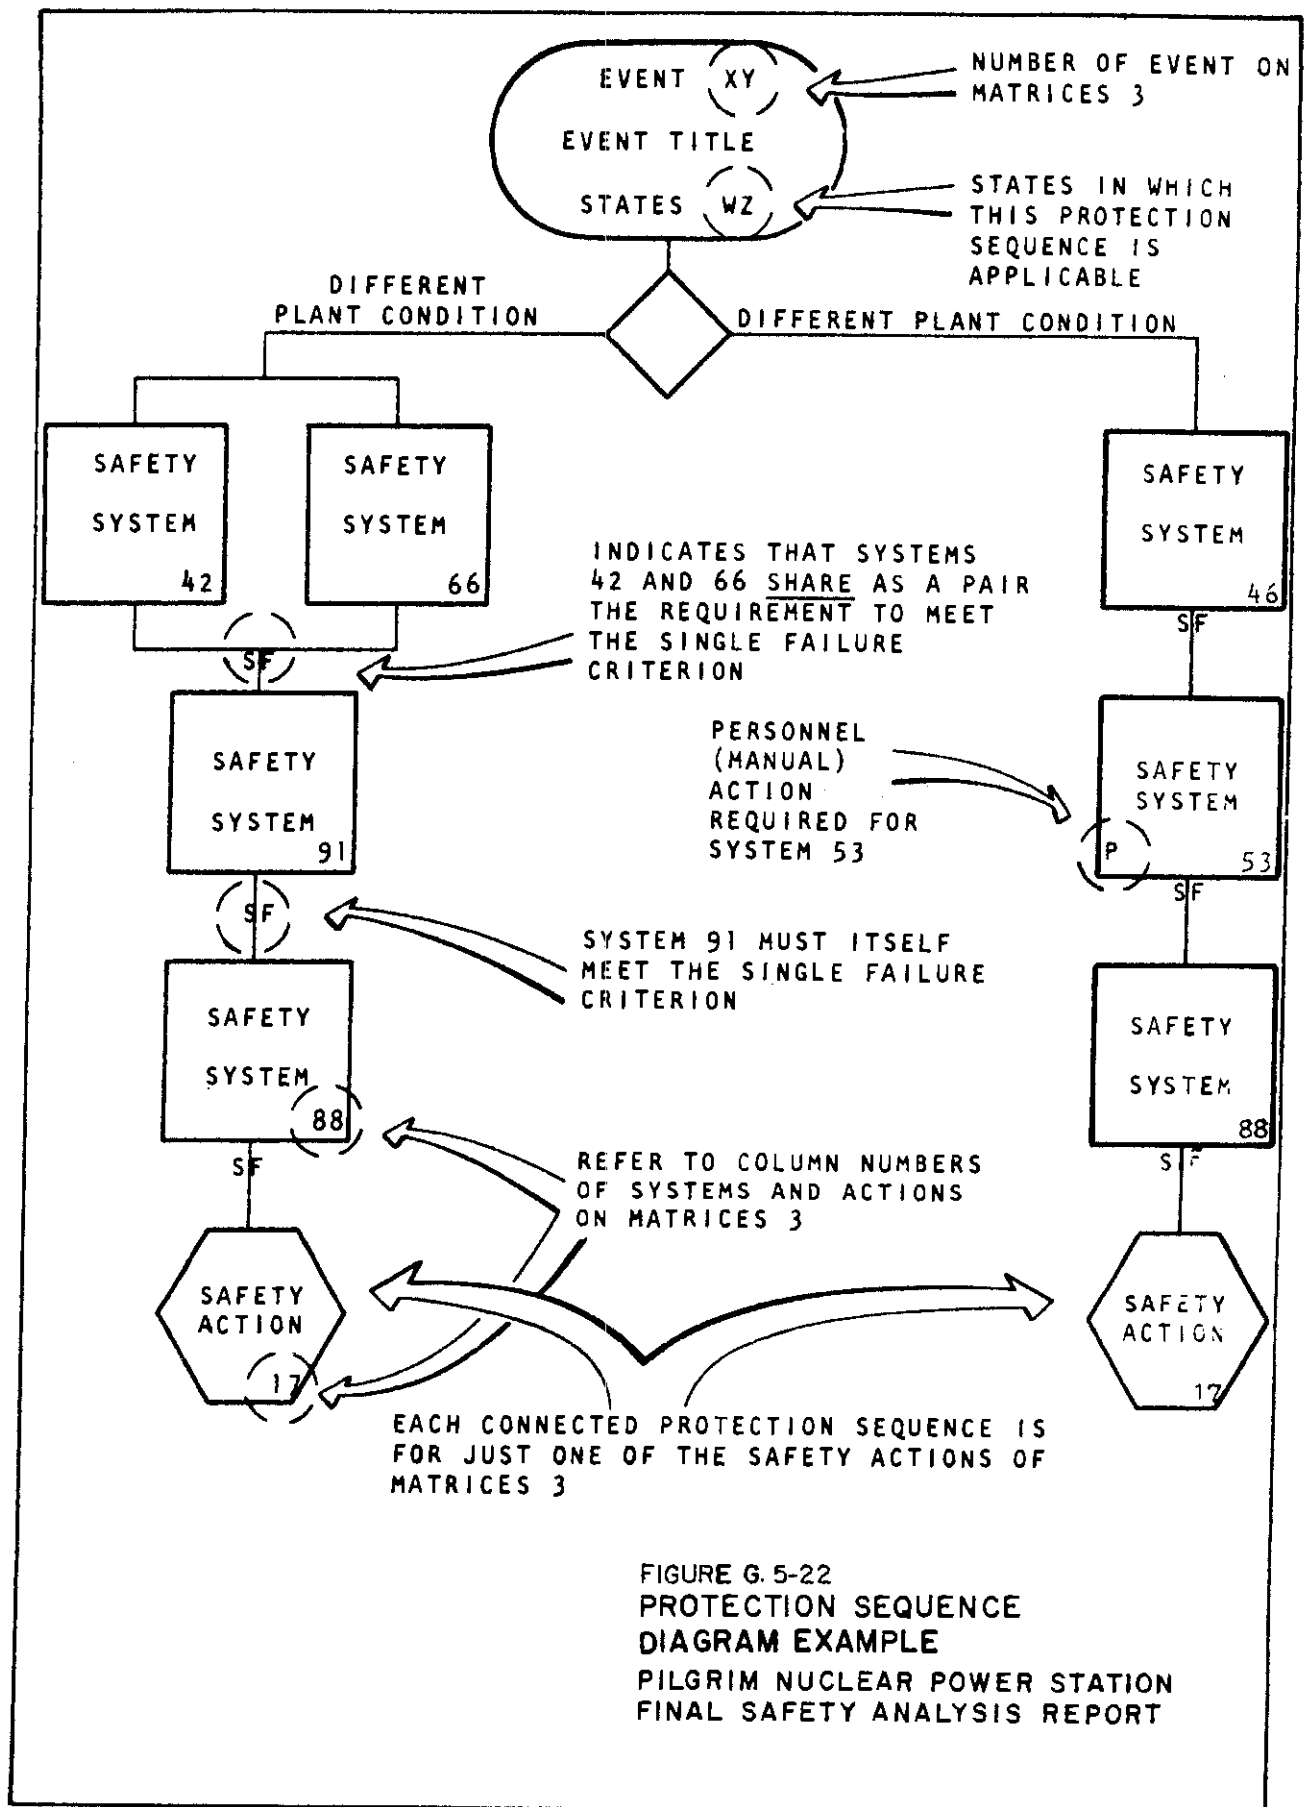 EVENT XY
EVENT TITLE
STATES WZ
NUMBER OF EVENT ON
MATRICES 3
STATES IN WHICH
THIS PROTECTION
SEQUENCE IS
APPLICABLE
DIFFERENT
PLANT CONDITION
DIFFERENT PLANT CONDITION
SAFETY
SYSTEM
42
SAFETY
SYSTEM
66
SAFETY
SYSTEM
46
INDICATES THAT SYSTEMS
42 AND 66 SHARE AS A PAIR
THE REQUIREMENT TO MEET
THE SINGLE FAILURE
CRITERION
SF
SF
SAFETY
SYSTEM
91
PERSONNEL
(MANUAL)
ACTION
REQUIRED FOR
SYSTEM 53
SAFETY
SYSTEM
P
53
SF
SF
SYSTEM 91 MUST ITSELF
MEET THE SINGLE FAILURE
CRITERION
SAFETY
SYSTEM
88
SAFETY
SYSTEM
88
SF
SF
REFER TO COLUMN NUMBERS
OF SYSTEMS AND ACTIONS
ON MATRICES 3
SAFETY
ACTION
17
SAFETY
ACTION
17
EACH CONNECTED PROTECTION SEQUENCE IS
FOR JUST ONE OF THE SAFETY ACTIONS OF
MATRICES 3
FIGURE G.5-22
PROTECTION SEQUENCE
DIAGRAM EXAMPLE
PILGRIM NUCLEAR POWER STATION
FINAL SAFETY ANALYSIS REPORT